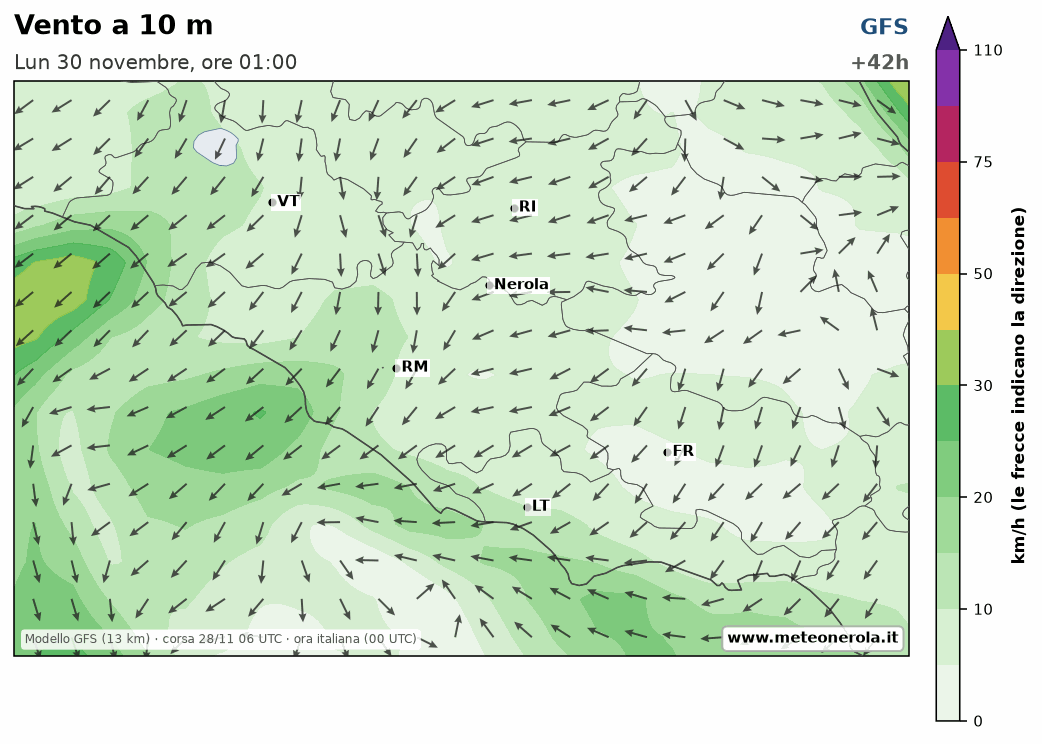 Vento a 10 m
GFS
Lun 30 novembre, ore 01:00
+42h
110
75
50
30
20
10
0
km/h (le frecce indicano la direzione)
VT
RI
Nerola
RM
FR
LT
Modello GFS (13 km) · corsa 28/11 06 UTC · ora italiana (00 UTC)
www.meteonerola.it